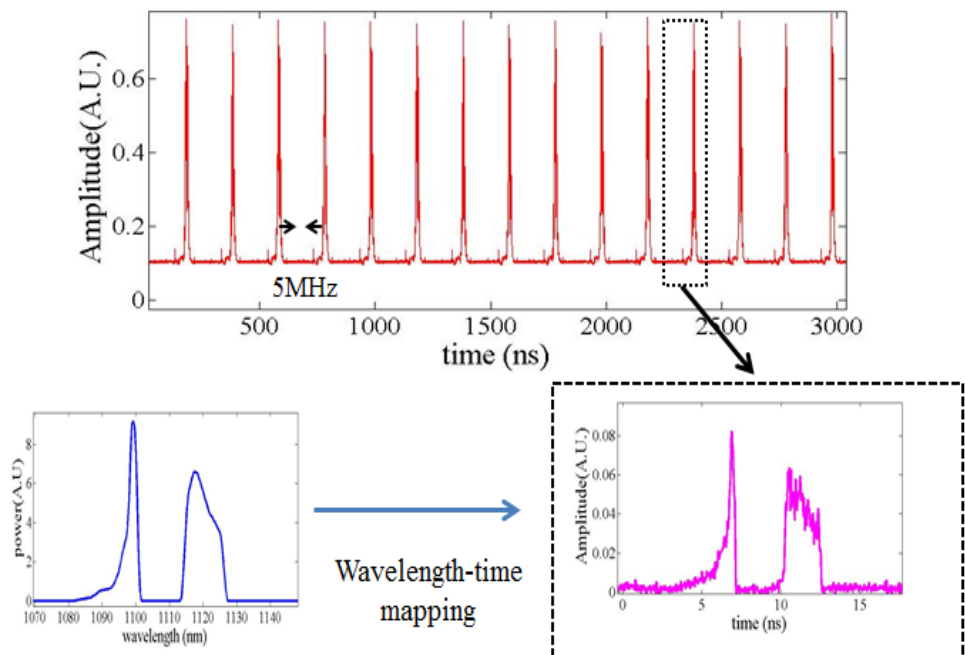 Amplitude(A.U.)
0.6
0.4
0.2
0
5MHz
500 1000 1500 2000 2500 3000
time (ns)
power(A.U)
8
6
4
2
0
1070 1080 1090 1100 1110 1120 1130 1140
wavelength (nm)
Wavelength-time
mapping
Amplitude(A.U.)
0.08
0.06
0.04
0.02
0
0 5 10 15
time (ns)